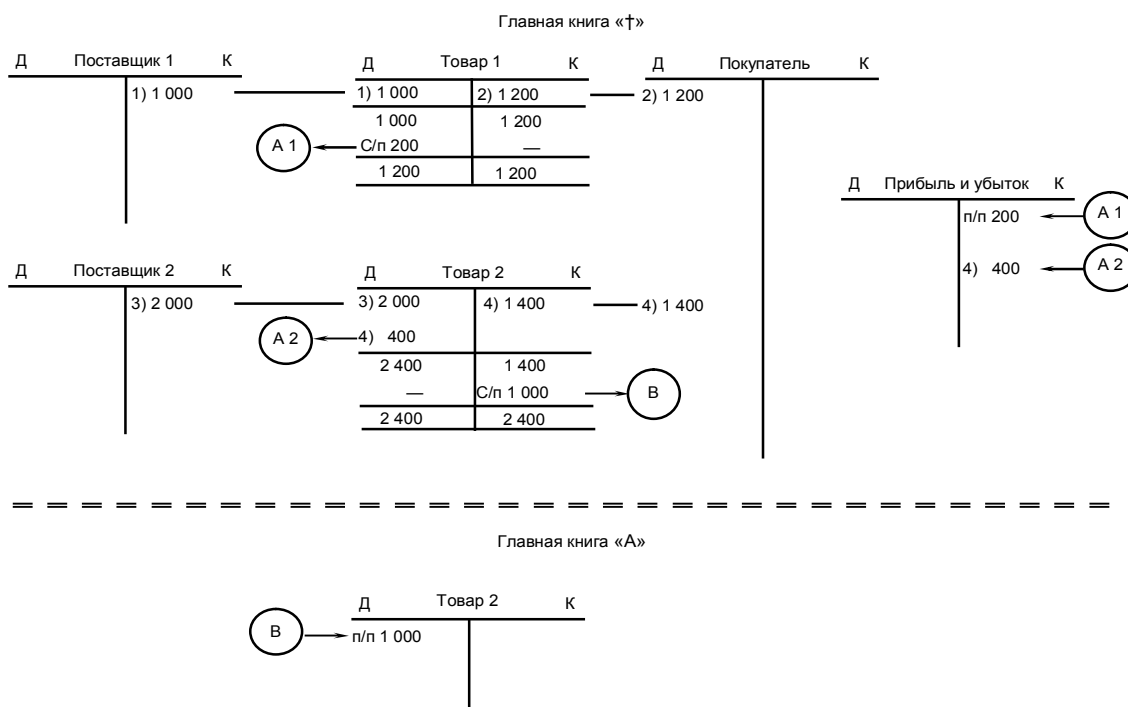 Главная книга «†»
Д Поставщик 1 К
Д Товар 1 К
Д Покупатель К
1) 1 000
1) 1 000 2) 1 200
2) 1 200
1 000 1 200
А 1
С/п 200 —
1 200 1 200
Д Прибыль и убыток К
п/п 200
А 1
Д Поставщик 2 К
Д Товар 2 К
4) 400
А 2
3) 2 000
3) 2 000 4) 1 400
4) 1 400
А 2
4) 400
2 400 1 400
— С/п 1 000
В
2 400 2 400
Главная книга «А»
Д Товар 2 К
В
п/п 1 000